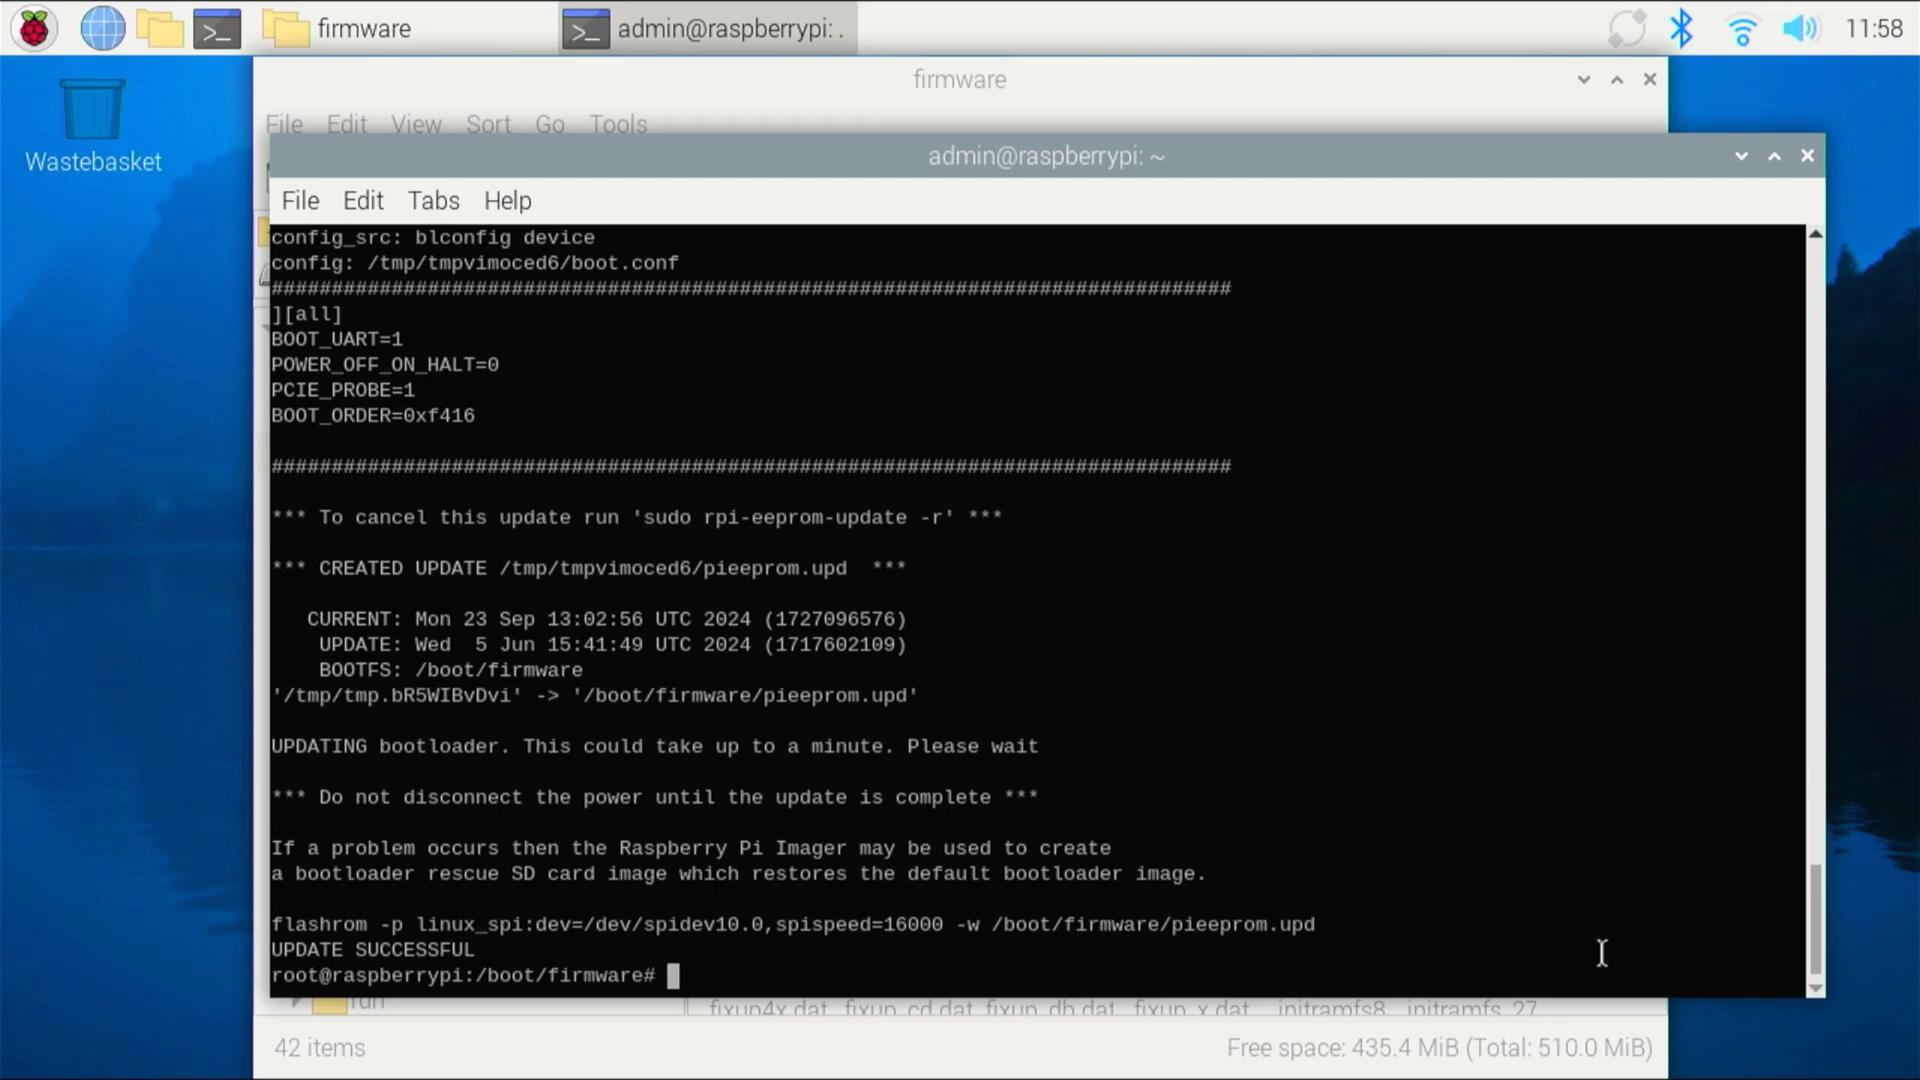 firmware
admin@raspberrypi: .
11:58
Wastebasket
firmware
File Edit View Sort Go Tools
admin@raspberrypi: ~
File Edit Tabs Help
config_src: blconfig device
config: /tmp/tmpvimoced6/boot.conf
################################################################################
][all]
BOOT_UART=1
POWER_OFF_ON_HALT=0
PCIE_PROBE=1
BOOT_ORDER=0xf416
################################################################################
*** To cancel this update run 'sudo rpi-eeprom-update -r' ***
*** CREATED UPDATE /tmp/tmpvimoced6/pieeprom.upd  ***
CURRENT: Mon 23 Sep 13:02:56 UTC 2024 (1727096576)
UPDATE: Wed  5 Jun 15:41:49 UTC 2024 (1717602109)
BOOTFS: /boot/firmware
'/tmp/tmp.bR5WIBvDvi' -> '/boot/firmware/pieeprom.upd'
UPDATING bootloader. This could take up to a minute. Please wait
*** Do not disconnect the power until the update is complete ***
If a problem occurs then the Raspberry Pi Imager may be used to create
a bootloader rescue SD card image which restores the default bootloader image.
flashrom -p linux_spi:dev=/dev/spidev10.0,spispeed=16000 -w /boot/firmware/pieeprom.upd
UPDATE SUCCESSFUL
root@raspberrypi:/boot/firmware#
run fixup4x.dat fixup_cd.dat fixup_db.dat fixup_x.dat initramfs8 initramfs_27
42 items Free space: 435.4 MiB (Total: 510.0 MiB)